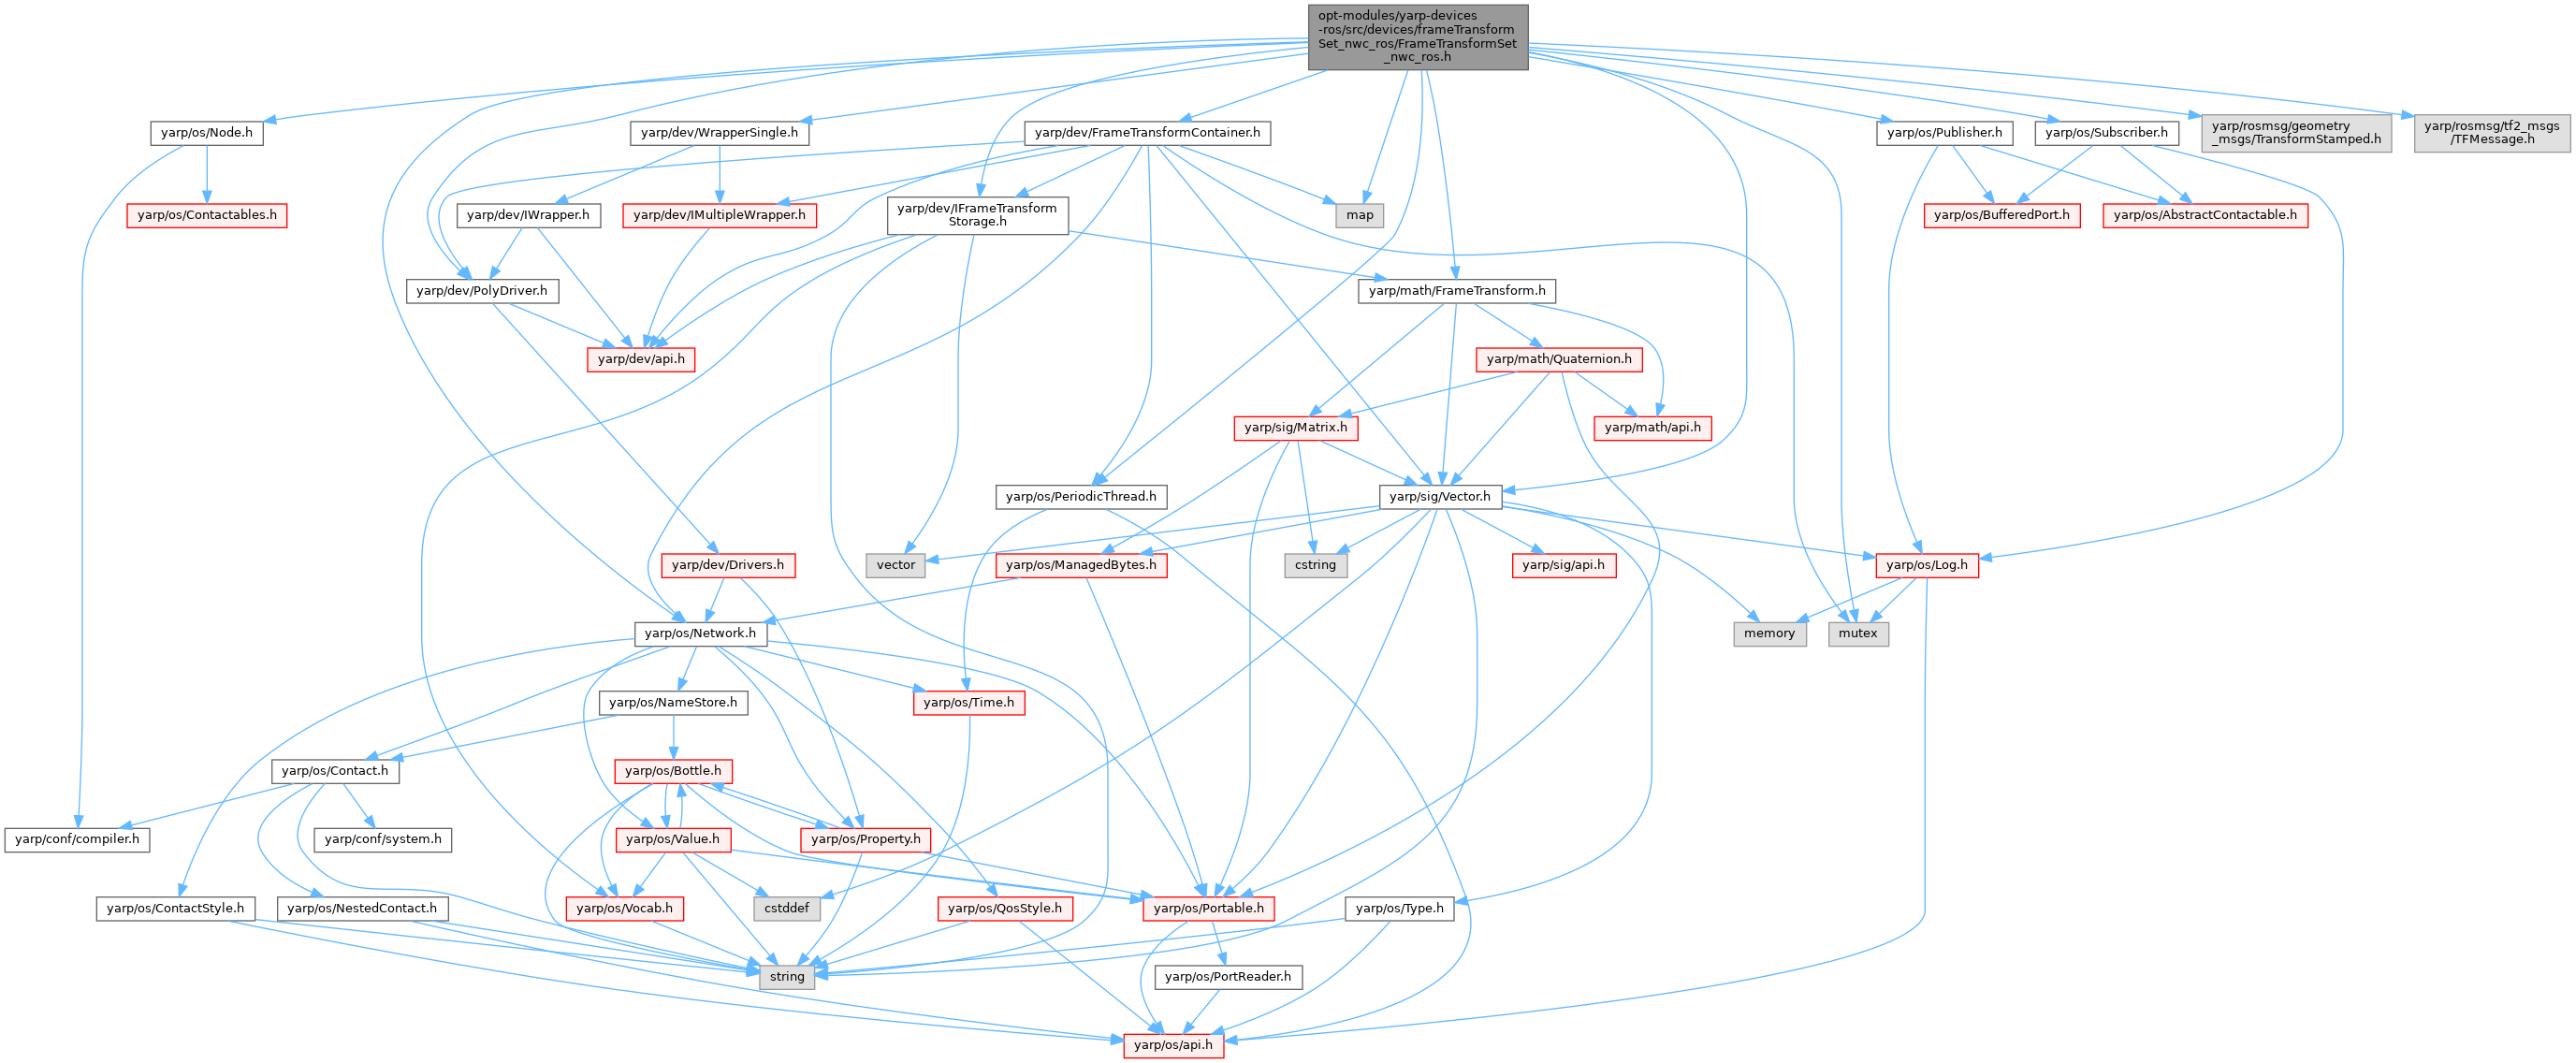 opt-modules/yarp-devices
-ros/src/devices/frameTransform
Set_nwc_ros/FrameTransformSet
_nwc_ros.h
yarp/os/Node.h
yarp/dev/WrapperSingle.h
yarp/dev/FrameTransformContainer.h
yarp/os/Publisher.h
yarp/os/Subscriber.h
yarp/rosmsg/geometry
_msgs/TransformStamped.h
yarp/rosmsg/tf2_msgs
/TFMessage.h
yarp/os/Contactables.h
yarp/dev/IWrapper.h
yarp/dev/IMultipleWrapper.h
yarp/dev/IFrameTransform
Storage.h
map
yarp/os/BufferedPort.h
yarp/os/AbstractContactable.h
yarp/dev/PolyDriver.h
yarp/math/FrameTransform.h
yarp/dev/api.h
yarp/math/Quaternion.h
yarp/sig/Matrix.h
yarp/math/api.h
yarp/os/PeriodicThread.h
yarp/sig/Vector.h
yarp/dev/Drivers.h
vector
yarp/os/ManagedBytes.h
cstring
yarp/sig/api.h
yarp/os/Log.h
yarp/os/Network.h
memory
mutex
yarp/os/NameStore.h
yarp/os/Time.h
yarp/os/Contact.h
yarp/os/Bottle.h
yarp/conf/compiler.h
yarp/conf/system.h
yarp/os/Value.h
yarp/os/Property.h
yarp/os/ContactStyle.h
yarp/os/NestedContact.h
yarp/os/Vocab.h
cstddef
yarp/os/QosStyle.h
yarp/os/Portable.h
yarp/os/Type.h
string
yarp/os/PortReader.h
yarp/os/api.h